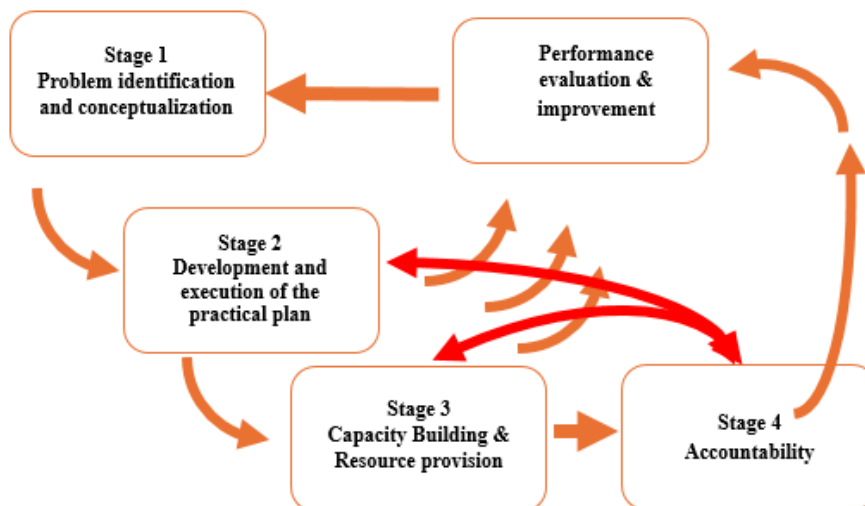 Stage 1
Problem identification
and conceptualization
Performance
evaluation &
improvement
Stage 2
Development and
execution of the
practical plan
Stage 3
Capacity Building &
Resource provision
Stage 4
Accountability